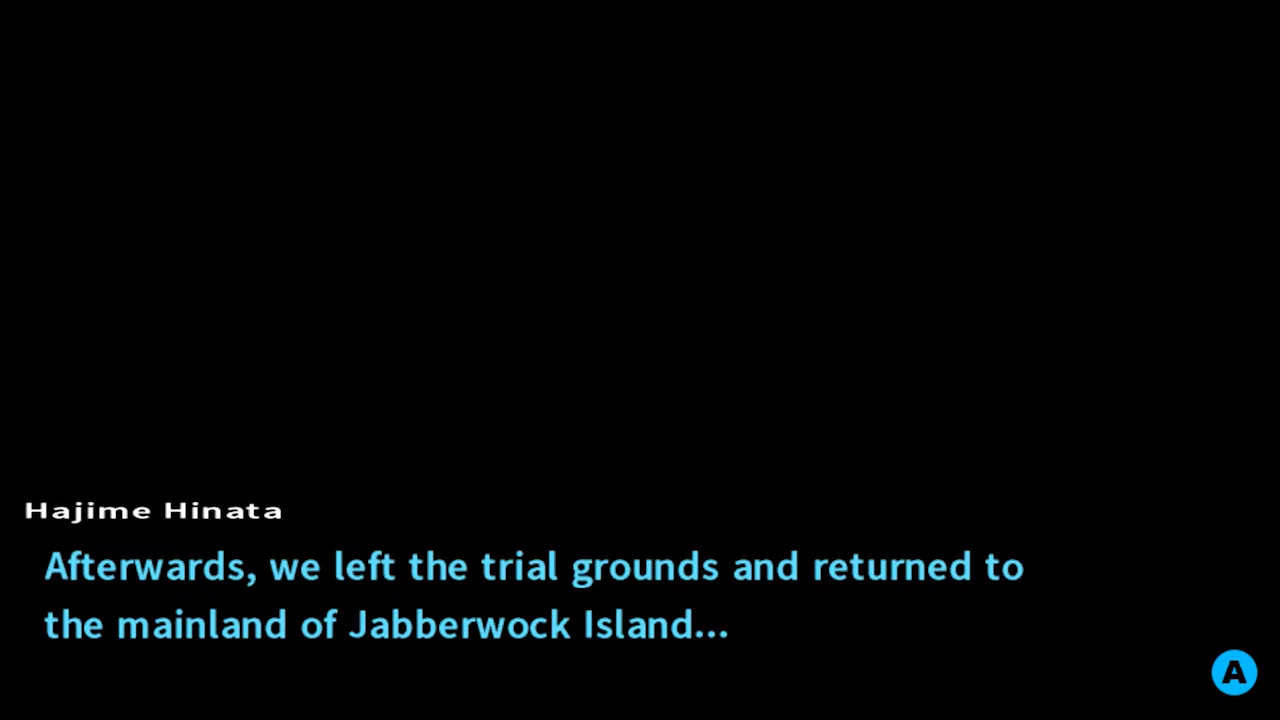 Hajime Hinata
Afterwards, we left the trial grounds and returned to
the mainland of Jabberwock Island...
A